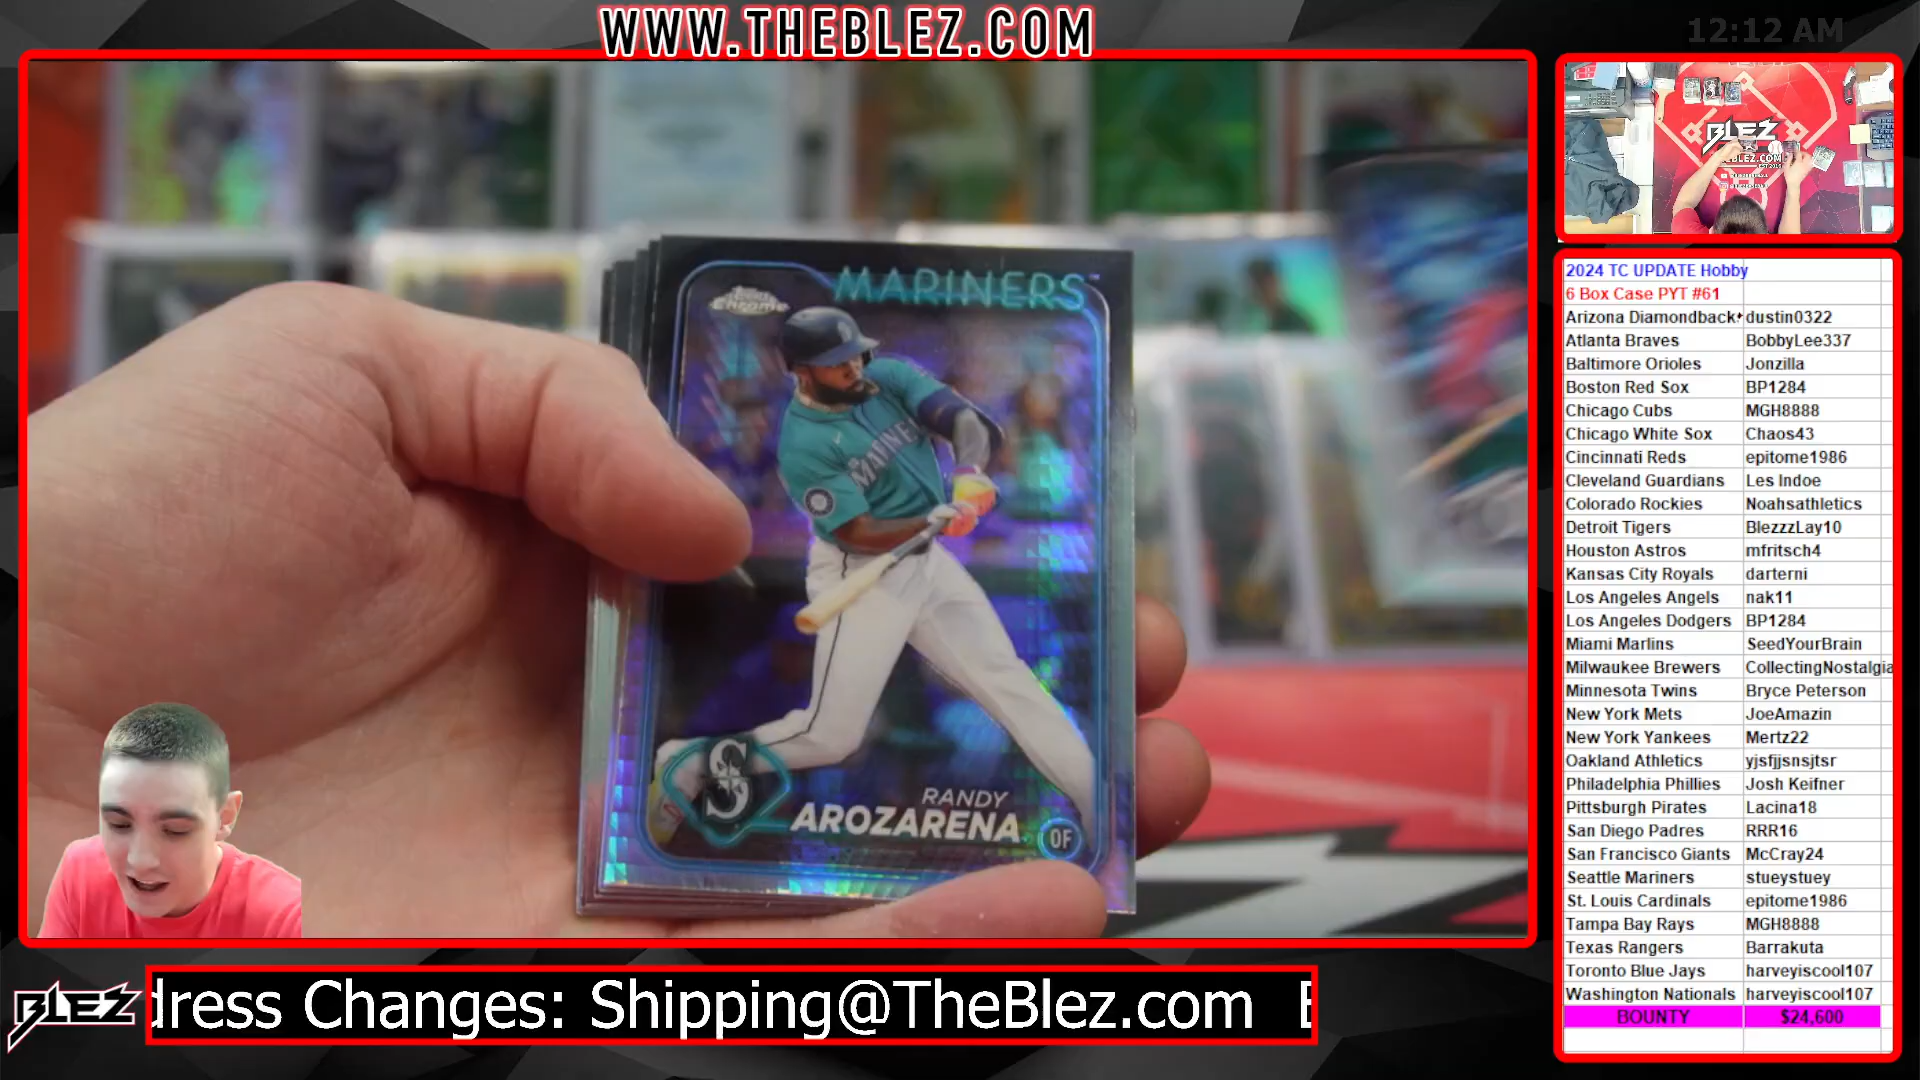 WWW.THEBLEZ.COM
12:12 AM
MARINERS
Topps Chrome
MARINERS
S
RANDY
AROZARENA
OF
BLEZ
BLEZ.COM
2024 TC UPDATE Hobby
6 Box Case PYT #61
Arizona Diamondback dustin0322
Atlanta Braves BobbyLee337
Baltimore Orioles Jonzilla
Boston Red Sox BP1284
Chicago Cubs MGH8888
Chicago White Sox Chaos43
Cincinnati Reds epitome1986
Cleveland Guardians Les Indoe
Colorado Rockies Noahsathletics
Detroit Tigers BlezzzLay10
Houston Astros mfritsch4
Kansas City Royals darterni
Los Angeles Angels nak11
Los Angeles Dodgers BP1284
Miami Marlins SeedYourBrain
Milwaukee Brewers CollectingNostalgia
Minnesota Twins Bryce Peterson
New York Mets JoeAmazin
New York Yankees Mertz22
Oakland Athletics yjsfjjsnsjtsr
Philadelphia Phillies Josh Keifner
Pittsburgh Pirates Lacina18
San Diego Padres RRR16
San Francisco Giants McCray24
Seattle Mariners stueystuey
St. Louis Cardinals epitome1986
Tampa Bay Rays MGH8888
Texas Rangers Barrakuta
Toronto Blue Jays harveyiscool107
Washington Nationals harveyiscool107
BOUNTY $24,600
BLEZ
dress Changes: Shipping@TheBlez.com E